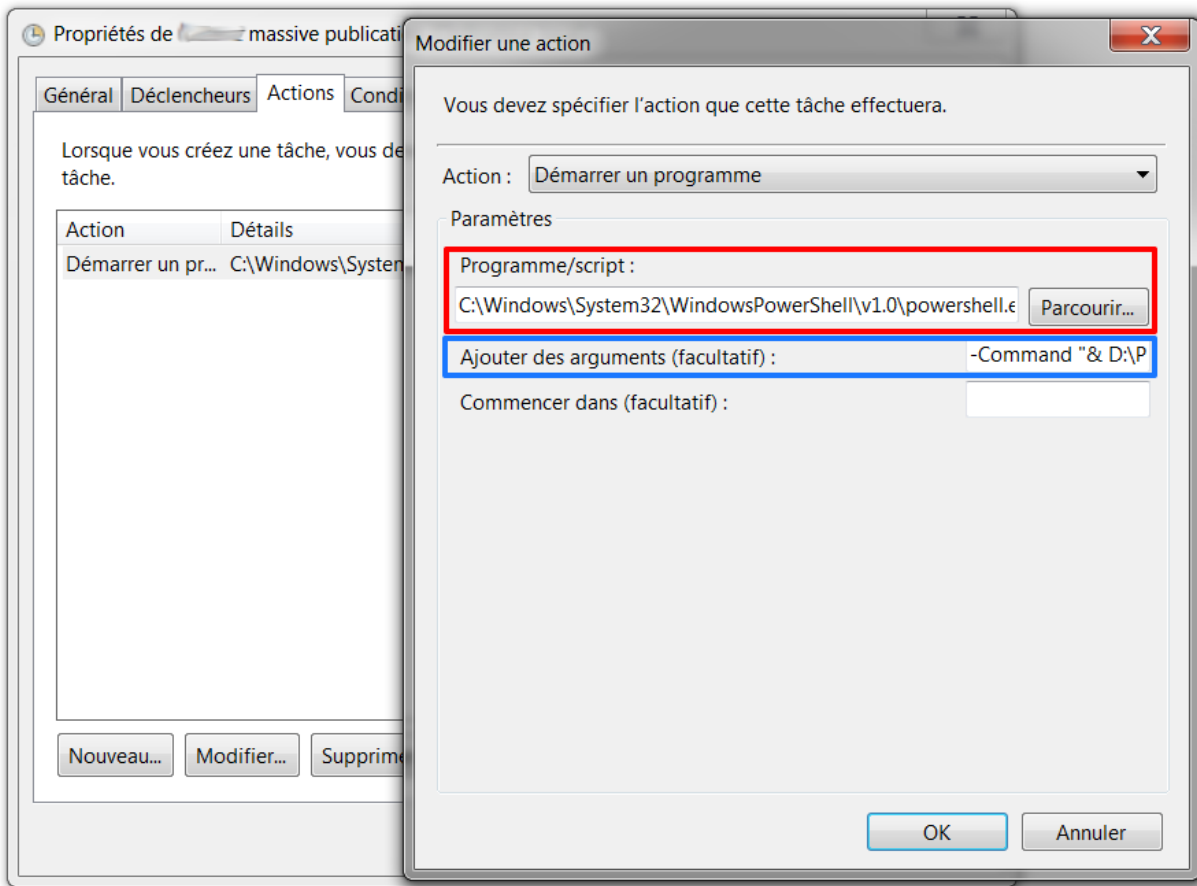 Propriétés de massive publicati
Général Déclencheurs Actions Condi
Lorsque vous créez une tâche, vous de
tâche.
Action Détails
Démarrer un pr... C:\Windows\System
Nouveau... Modifier... Supprime
Modifier une action
Vous devez spécifier l'action que cette tâche effectuera.
Action : Démarrer un programme
Paramètres
Programme/script :
C:\Windows\System32\WindowsPowerShell\v1.0\powershell.e Parcourir...
Ajouter des arguments (facultatif) : -Command "& D:\P
Commencer dans (facultatif) :
OK Annuler